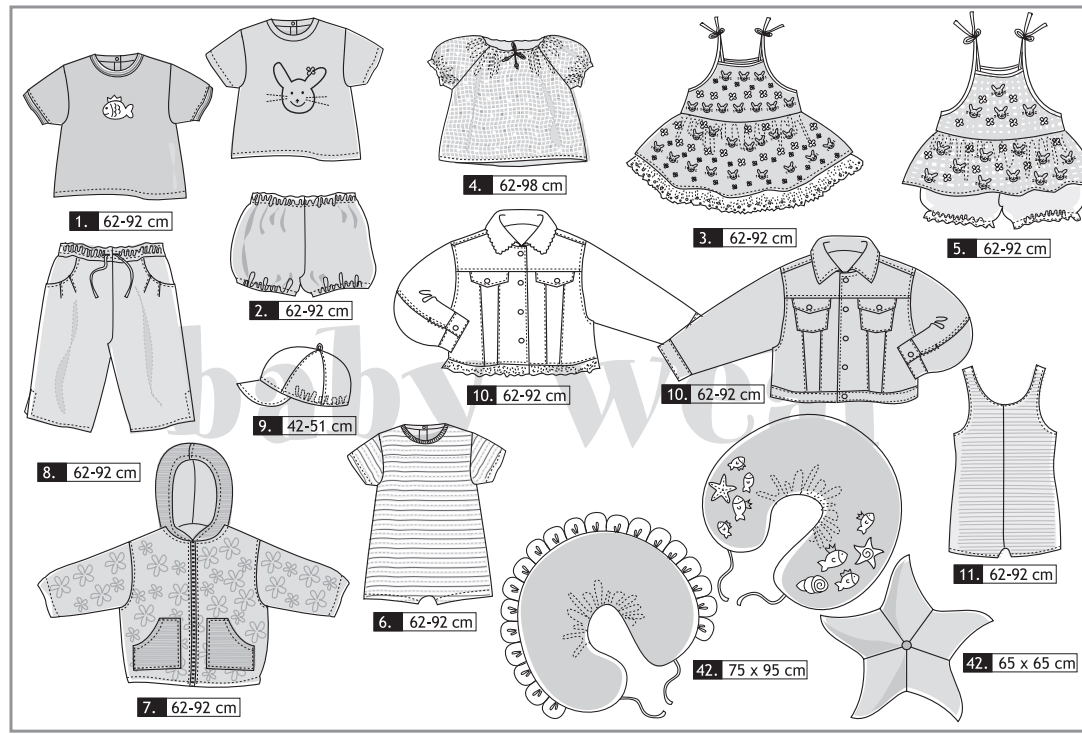 1. 62-92 cm
4. 62-98 cm
3. 62-92 cm
5. 62-92 cm
2. 62-92 cm
10. 62-92 cm
10. 62-92 cm
9. 42-51 cm
baby wear
8. 62-92 cm
6. 62-92 cm
11. 62-92 cm
42. 75 x 95 cm
42. 65 x 65 cm
7. 62-92 cm